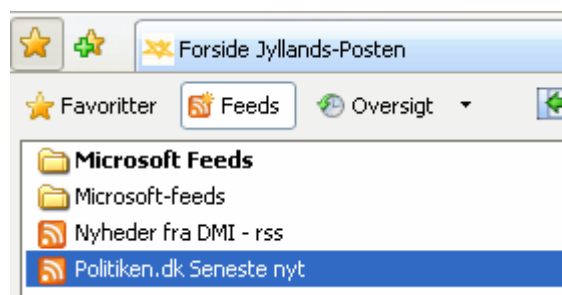 Forside Jyllands-Posten
Favoritter Feeds Oversigt
Microsoft Feeds
Microsoft-feeds
Nyheder fra DMI - rss
Politiken.dk Seneste nyt